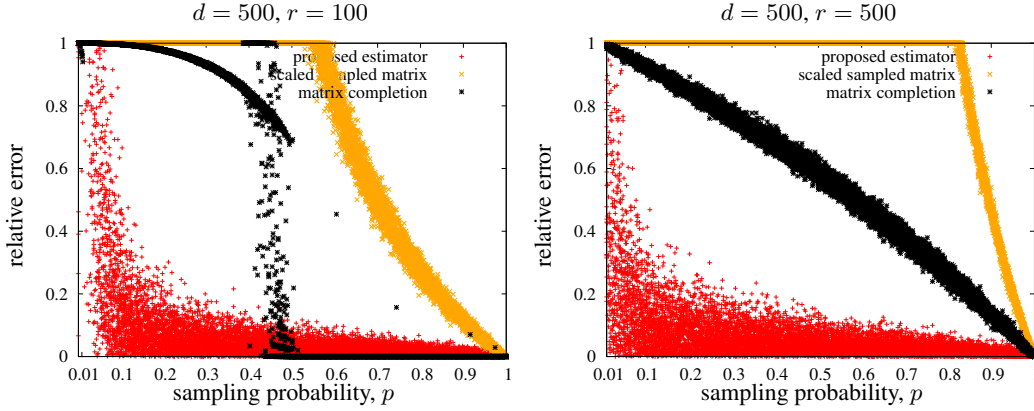 d = 500, r = 100
relative error
1
0.8
0.6
0.4
0.2
0
proposed estimator
scaled sampled matrix
matrix completion
0.01 0.1 0.2 0.3 0.4 0.5 0.6 0.7 0.8 0.9 1
sampling probability, p
d = 500, r = 500
relative error
1
0.8
0.6
0.4
0.2
0
proposed estimator
scaled sampled matrix
matrix completion
0.01 0.1 0.2 0.3 0.4 0.5 0.6 0.7 0.8 0.9
sampling probability, p